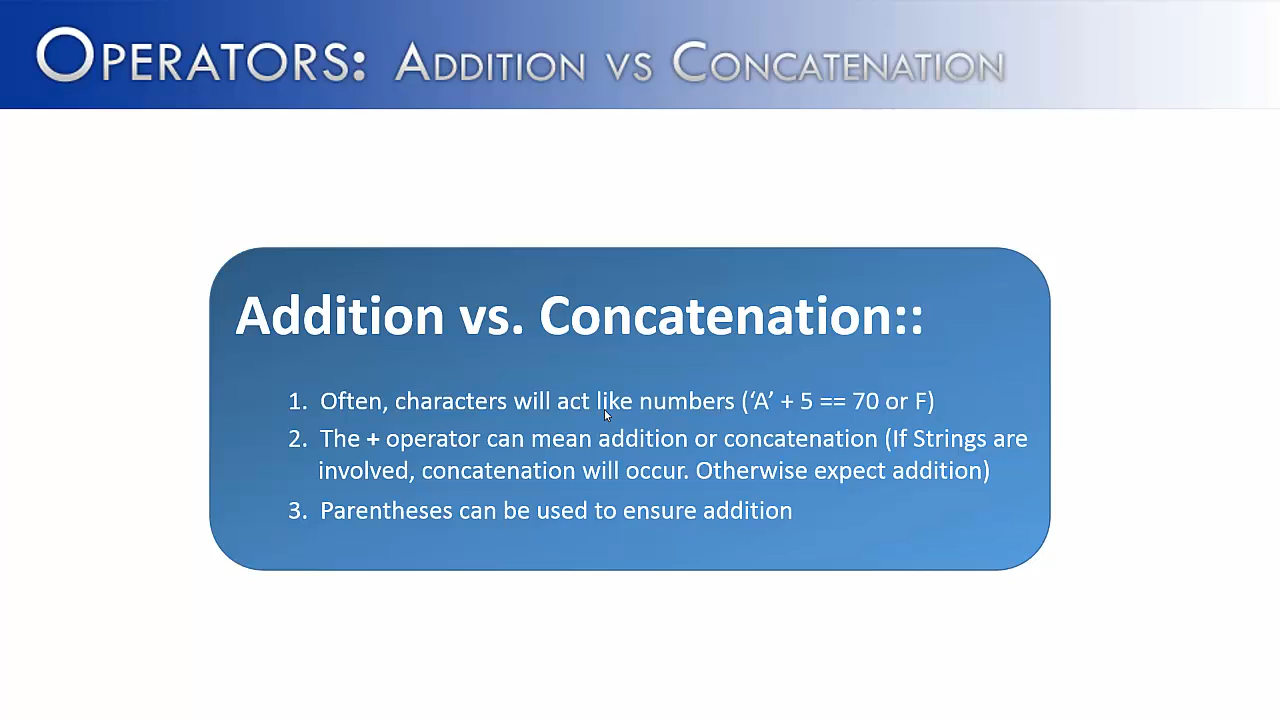 OPERATORS: ADDITION VS CONCATENATION
Addition vs. Concatenation::
1. Often, characters will act like numbers (‘A’ + 5 == 70 or F)
2. The + operator can mean addition or concatenation (If Strings are
involved, concatenation will occur. Otherwise expect addition)
3. Parentheses can be used to ensure addition